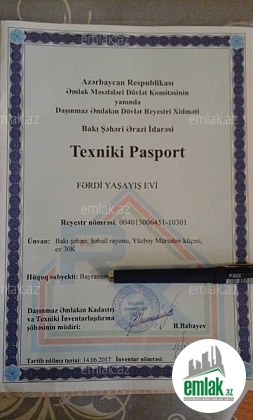 Azərbaycan Respublikası
Əmlak Məsələləri Dövlət Komitəsinin
yanında
Daşınmaz Əmlakın Dövlət Reyestri Xidməti
Bakı Şəhəri Ərazi İdarəsi
Texniki Pasport
FƏRDİ YAŞAYIŞ EVİ
Reyestr nömrəsi: 004013006451-10301
Ünvan: Bakı şəhəri, Səbail rayonu, Yüzbəy Mürsəlov küçəsi,
ev 30K
Hüquq subyekti: Bayramov
Daşınmaz Əmlakın Kadastrı
və Texniki İnventarlaşdırma
şöbəsinin müdiri:
R.Babayev
Tərtib edilmə tarixi: 14.06.2017 İnventar nömrəsi:
emlak.az
emlak.az